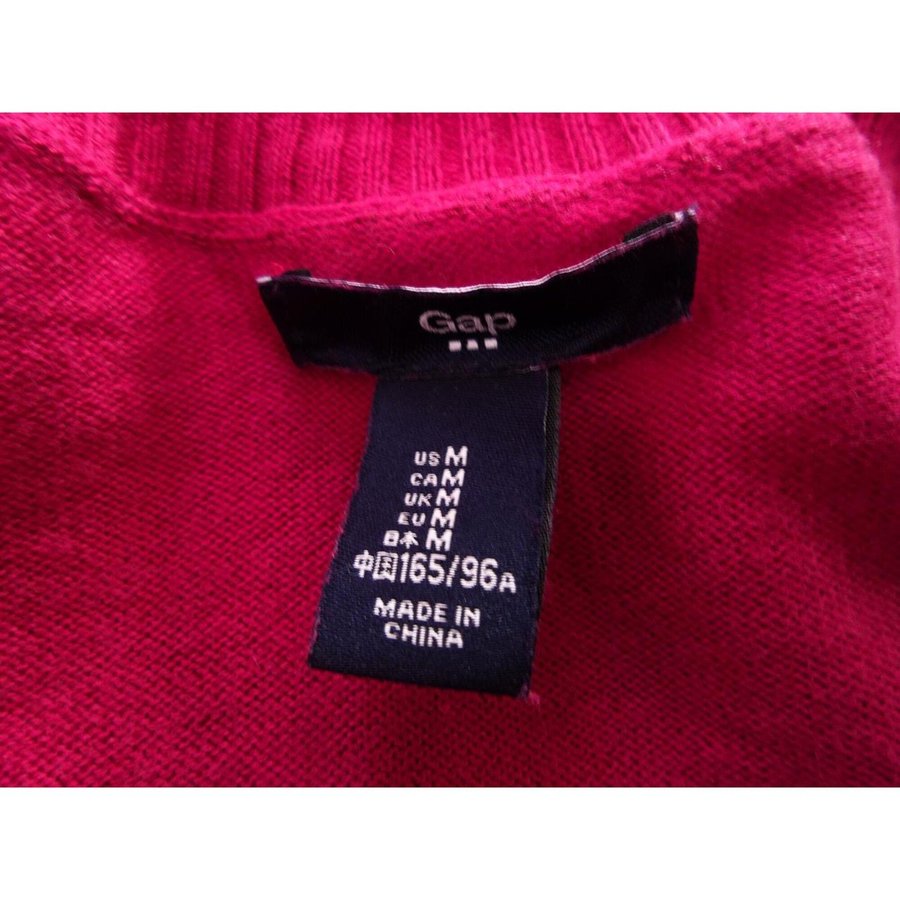 Gap
US M
CA M
UK M
EU M
日本 M
中国165/96A
MADE IN
CHINA